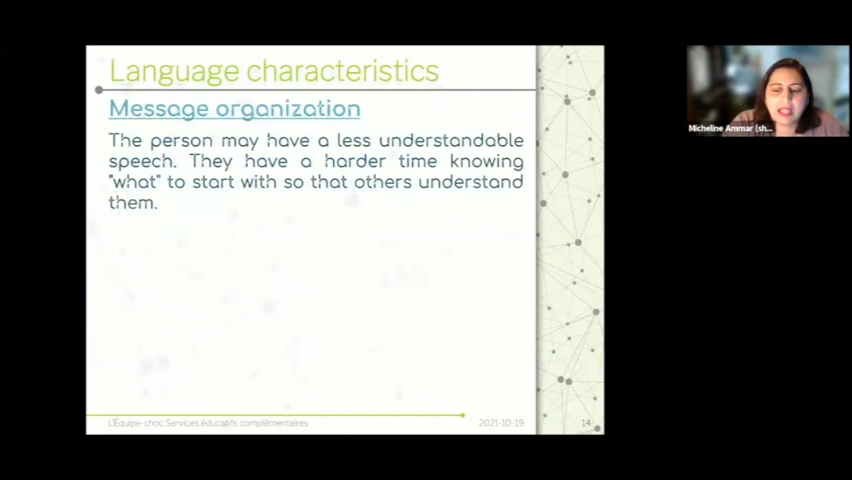 Language characteristics
Message organization
The person may have a less understandable
speech. They have a harder time knowing
"what" to start with so that others understand
them.
L'Équipe-choc Services éducatifs complémentaires
2021-10-19
14
Micheline Ammar (sh...